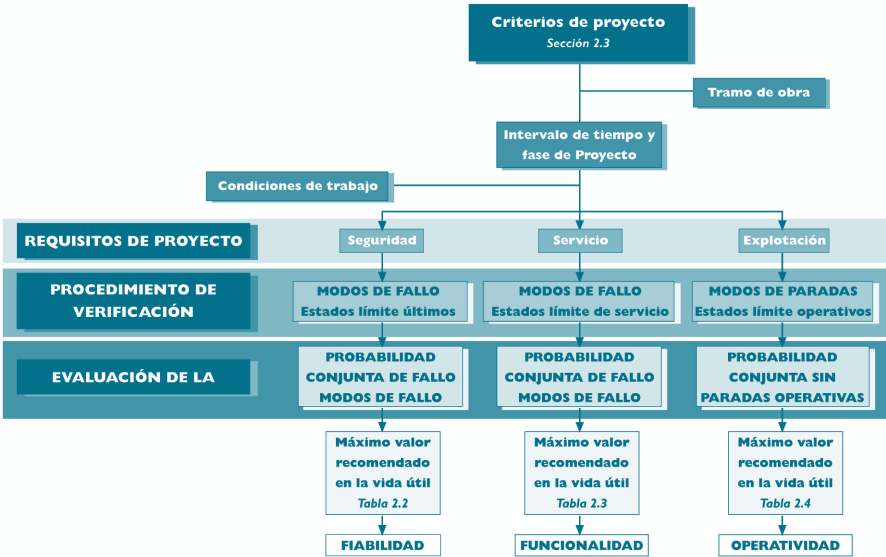 Criterios de proyecto
Sección 2.3
Tramo de obra
Intervalo de tiempo y
fase de Proyecto
Condiciones de trabajo
REQUISITOS DE PROYECTO
Seguridad
Servicio
Explotación
PROCEDIMIENTO DE
VERIFICACIÓN
MODOS DE FALLO
Estados límite últimos
MODOS DE FALLO
Estados límite de servicio
MODOS DE PARADAS
Estados límite operativos
EVALUACIÓN DE LA
PROBABILIDAD
CONJUNTA DE FALLO
MODOS DE FALLO
PROBABILIDAD
CONJUNTA DE FALLO
MODOS DE FALLO
PROBABILIDAD
CONJUNTA SIN
PARADAS OPERATIVAS
Máximo valor
recomendado
en la vida útil
Tabla 2.2
Máximo valor
recomendado
en la vida útil
Tabla 2.3
Máximo valor
recomendado
en la vida útil
Tabla 2.4
FIABILIDAD
FUNCIONALIDAD
OPERATIVIDAD